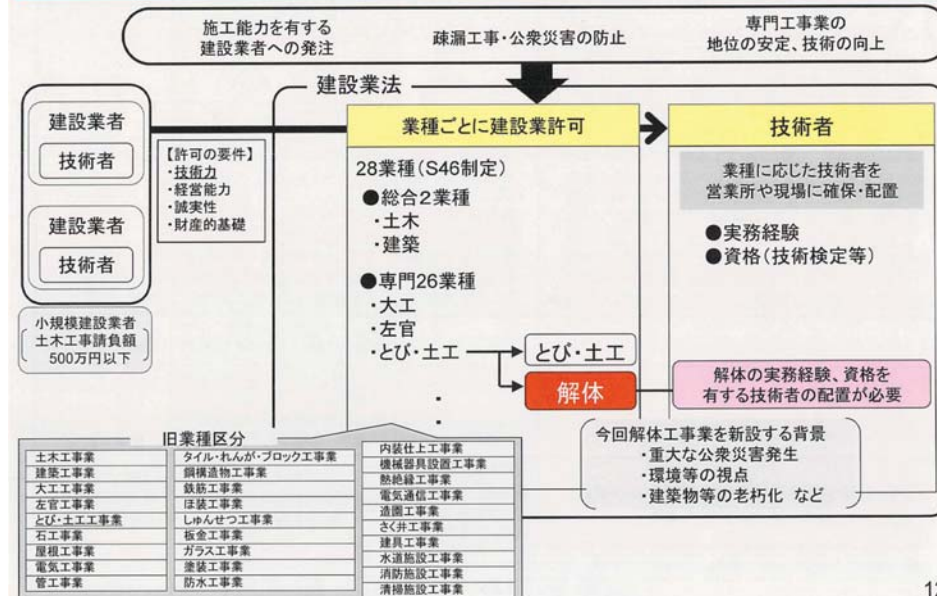 施工能力を有する
建設業者への発注
疎漏工事・公衆災害の防止
専門工事業の
地位の安定、技術の向上
建設業法
建設業者
技術者
建設業者
技術者
小規模建設業者
土木工事請負額
500万円以下
【許可の要件】
・技術力
・経営能力
・誠実性
・財産的基礎
業種ごとに建設業許可
28業種(S46制定)
●総合2業種
・土木
・建築
●専門26業種
・大工
・左官
・とび・土工
とび・土工
解体
技術者
業種に応じた技術者を
営業所や現場に確保・配置
●実務経験
●資格(技術検定等)
解体の実務経験、資格を
有する技術者の配置が必要
今回解体工事業を新設する背景
・重大な公衆災害発生
・環境等の視点
・建築物等の老朽化 など
旧業種区分
土木工事業
建築工事業
大工工事業
左官工事業
とび・土工工事業
石工事業
屋根工事業
電気工事業
管工事業
タイル・れんが・ブロック工事業
鋼構造物工事業
鉄筋工事業
ほ装工事業
しゅんせつ工事業
板金工事業
ガラス工事業
塗装工事業
防水工事業
内装仕上工事業
機械器具設置工事業
熱絶縁工事業
電気通信工事業
造園工事業
さく井工事業
建具工事業
水道施設工事業
消防施設工事業
清掃施設工事業